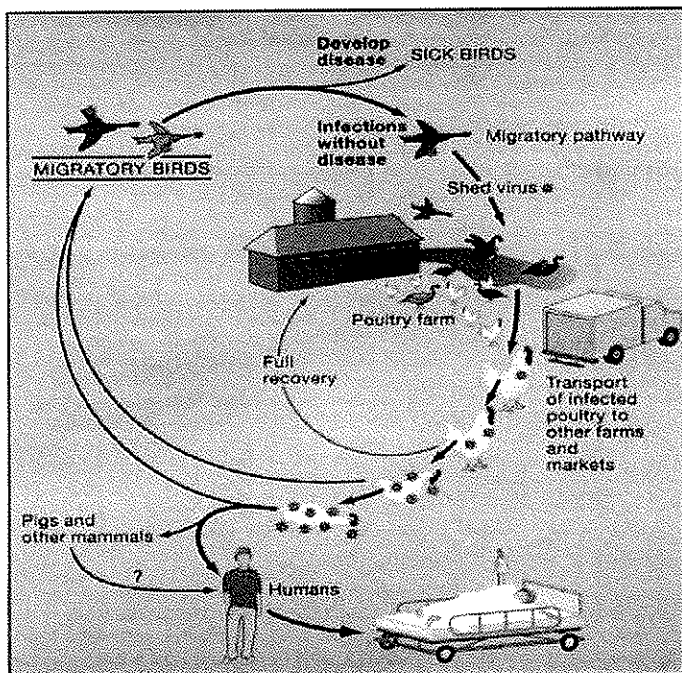 Develop
disease
SICK BIRDS
MIGRATORY BIRDS
Infections
without
disease
Migratory pathway
Shed virus
Poultry farm
Full
recovery
Transport
of infected
poultry to
other farms
and
markets
Pigs and
other mammals
?
Humans